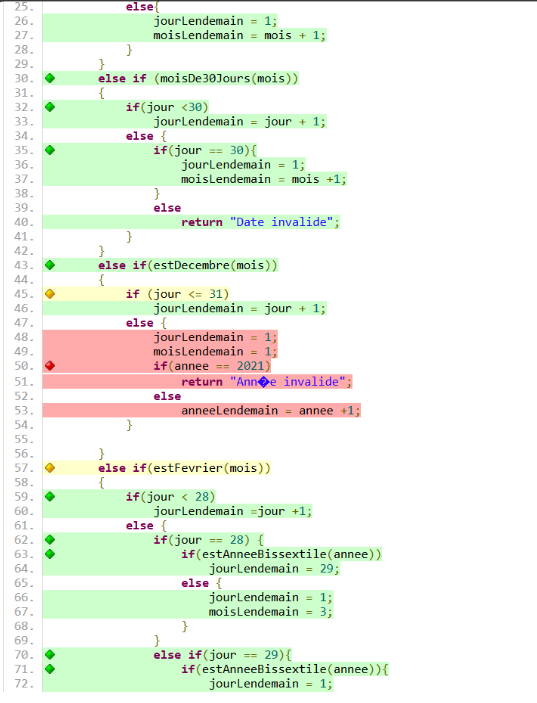 25. else{
26. jourLendemain = 1;
27. moisLendemain = mois + 1;
28. }
29. }
30. else if (moisDe30Jours(mois))
31. {
32. if(jour <30)
33. jourLendemain = jour + 1;
34. else {
35. if(jour == 30){
36. jourLendemain = 1;
37. moisLendemain = mois +1;
38. }
39. else
40. return "Date invalide";
41. }
42. }
43. else if(estDecembre(mois))
44. {
45. if (jour <= 31)
46. jourLendemain = jour + 1;
47. else {
48. jourLendemain = 1;
49. moisLendemain = 1;
50. if(annee == 2021)
51. return "Ann�e invalide";
52. else
53. anneeLendemain = annee +1;
54. }
55.
56. }
57. else if(estFevrier(mois))
58. {
59. if(jour < 28)
60. jourLendemain =jour +1;
61. else {
62. if(jour == 28) {
63. if(estAnneeBissextile(annee))
64. jourLendemain = 29;
65. else {
66. jourLendemain = 1;
67. moisLendemain = 3;
68. }
69. }
70. else if(jour == 29){
71. if(estAnneeBissextile(annee)){
72. jourLendemain = 1;